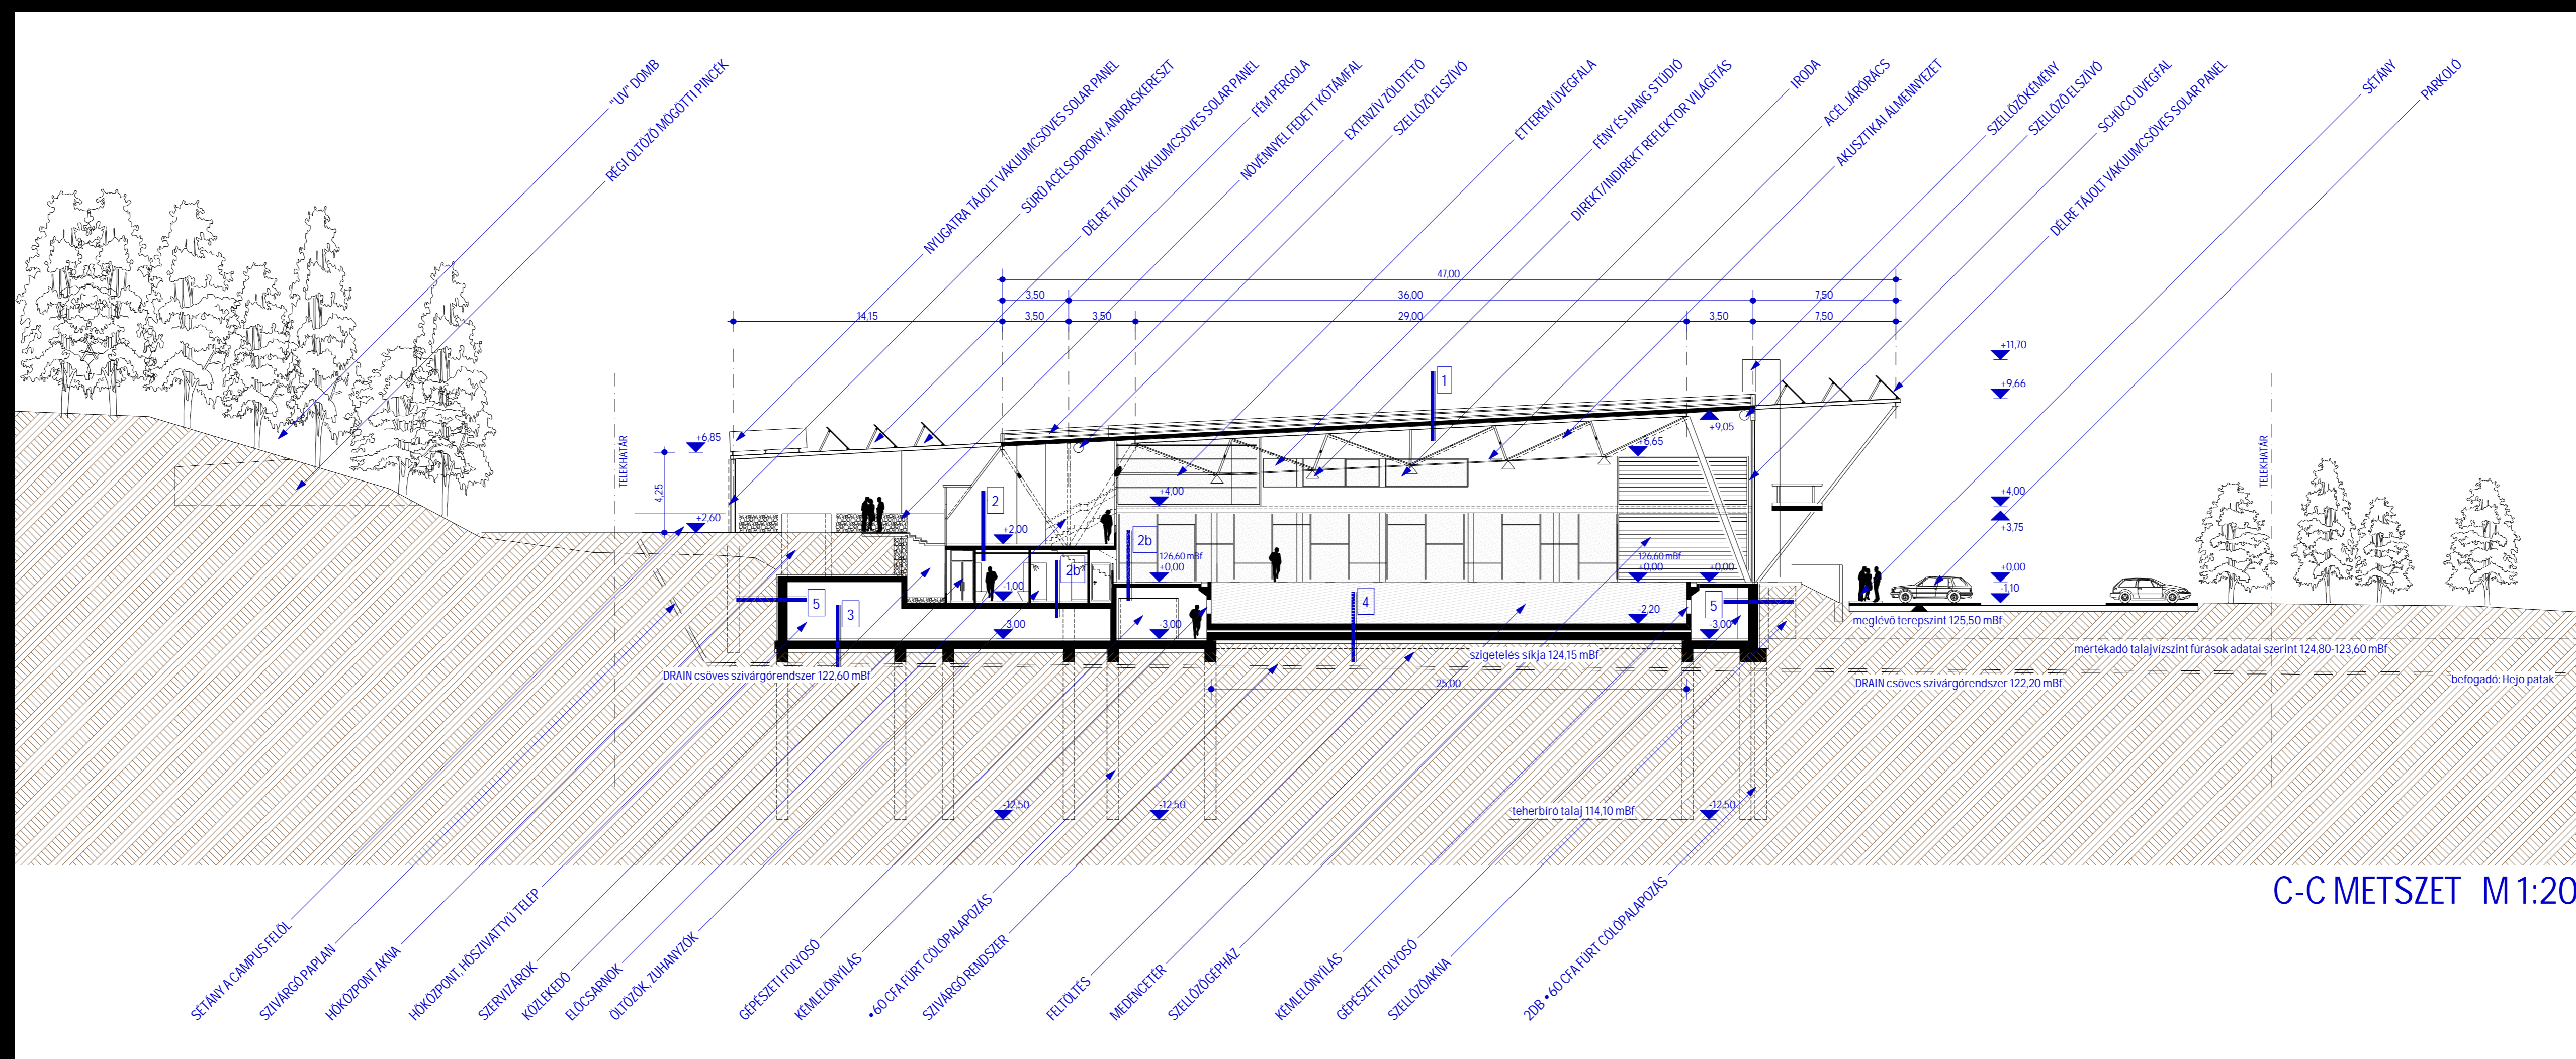 "UV" DOMB
RÉGI ÖLTÖZŐ MÖGÖTTI PINCÉK
NYUGATRA TÁJOLT VÁKUUMCSÖVES SOLAR PANEL
SŰRŰ ACÉLSODRONY, ANDRÁSKERESZT
DÉLRE TÁJOLT VÁKUUMCSÖVES SOLAR PANEL
FÉM PERGOLA
NÖVÉNNYEL FEDETT KŐTÁMFAL
EXTENZÍV ZÖLDTETŐ
SZELLŐZŐ ELSZÍVÓ
ÉTTEREM ÜVEGFALA
FÉNY ÉS HANG STÚDIÓ
DIREKT/INDIREKT REFLEKTOR VILÁGÍTÁS
IRODA
ACÉL JÁRÓRÁCS
AKUSZTIKAI ÁLMENNYEZET
SZELLŐZŐKÉMÉNY
SZELLŐZŐ ELSZÍVÓ
SCHÜCO ÜVEGFAL
DÉLRE TÁJOLT VÁKUUMCSÖVES SOLAR PANEL
SÉTÁNY
PARKOLÓ
47,00
3,50
36,00
7,50
14,15
3,50
3,50
29,00
3,50
7,50
+11,70
+9,66
1
+9,05
+6,85
+6,65
TELEKHATÁR
TELEKHATÁR
4,25
+4,00
+4,00
+3,75
2
+2,60
+2,00
2b
126,60 mBf
±0,00
126,60 mBf
±0,00
±0,00
±0,00
2b
-1,00
-1,10
5
3
4
5
-2,20
-3,00
-3,00
-3,00
meglévő terepszint 125,50 mBf
szigetelés síkja 124,15 mBf
mértékadó talajvízszint fúrások adatai szerint 124,80-123,60 mBf
DRAIN csöves szivárgórendszer 122,60 mBf
25,00
DRAIN csöves szivárgórendszer 122,20 mBf
befogadó: Hejo patak
-12,50
-12,50
teherbíró talaj 114,10 mBf
-12,50
C-C METSZET M 1:20
SÉTÁNY A CAMPUS FELŐL
SZIVÁRGÓ PAPLAN
HŐKÖZPONT AKNA
HŐKÖZPONT, HŐSZIVATTYÚ TELEP
SZERVIZÁROK
KÖZLEKEDŐ
ELŐCSARNOK
ÖLTÖZŐK, ZUHANYZÓK
GÉPÉSZETI FOLYOSÓ
KÉMLELŐNYÍLÁS
•60 CFA FÚRT CÖLÖPALAPOZÁS
SZIVÁRGÓ RENDSZER
FELTÖLTÉS
MEDENCETÉR
SZELLŐZŐGÉPHÁZ
KÉMLELŐNYÍLÁS
GÉPÉSZETI FOLYOSÓ
SZELLŐZŐAKNA
2DB •60 CFA FÚRT CÖLÖPALAPOZÁS